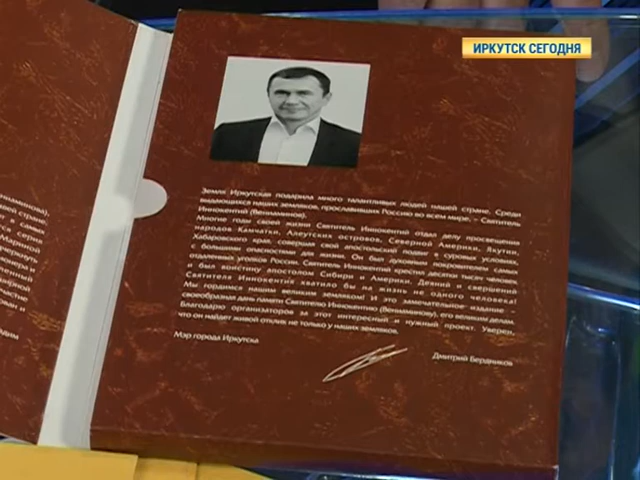 ИРКУТСК СЕГОДНЯ
Земля Иркутская подарила много талантливых людей нашей стране. Среди
выдающихся наших земляков, прославивших Россию во всем мире, – Святитель
Иннокентий (Вениаминов).
Многие годы своей жизни Святитель Иннокентий отдал делу просвещения
народов Камчатки, Алеутских островов, Северной Америки, Якутии,
Хабаровского края, совершая свой апостольский подвиг в суровых условиях,
с большими опасностями для жизни. Он был духовным покровителем самых
отдаленных уголков России. Святитель Иннокентий крестил десятки тысяч человек
и был воистину апостолом Сибири и Америки. Деяний и свершений
Святителя Иннокентия хватило бы на жизнь не одного человека!
Мы гордимся нашим великим земляком! И это замечательное издание –
своеобразная дань памяти Святителю Иннокентию (Вениаминову), его великим делам.
Благодарю организаторов за этот интересный и нужный проект. Уверен,
что он найдет живой отклик не только у наших земляков.
Мэр города Иркутска
Дмитрий Бердников